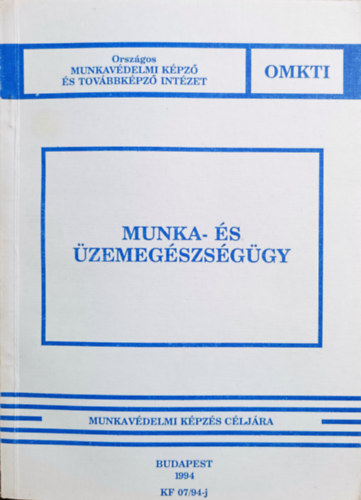 Országos
MUNKAVÉDELMI KÉPZŐ
ÉS TOVÁBBKÉPZŐ INTÉZET
OMKTI
MUNKA- ÉS
ÜZEMEGÉSZSÉGÜGY
MUNKAVÉDELMI KÉPZÉS CÉLJÁRA
BUDAPEST
1994
KF 07/94-j